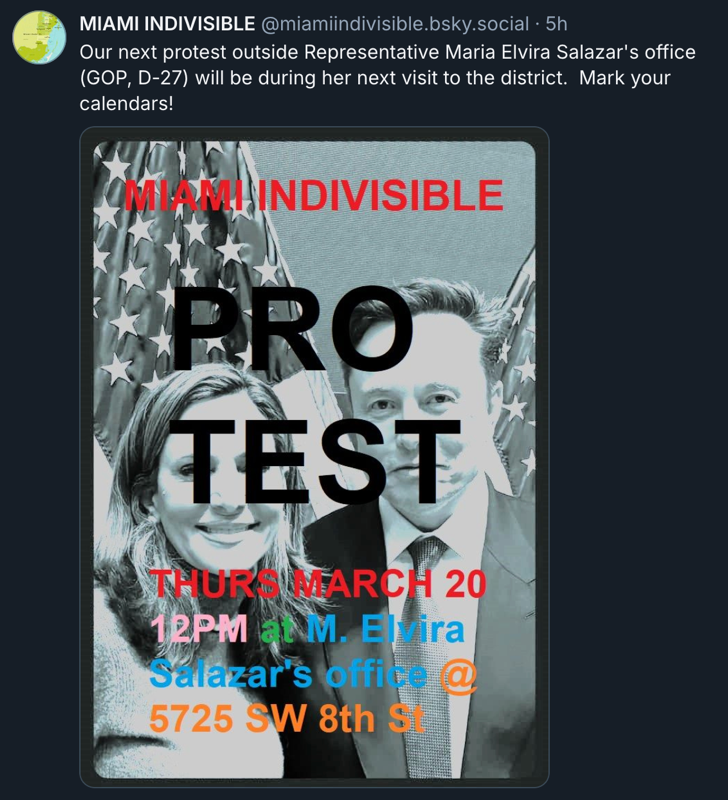 MIAMI INDIVISIBLE @miamiindivisible.bsky.social · 5h
Our next protest outside Representative Maria Elvira Salazar's office
(GOP, D-27) will be during her next visit to the district.  Mark your
calendars!
MIAMI INDIVISIBLE
PRO
TEST
THURS MARCH 20
12PM at M. Elvira
Salazar's office @
5725 SW 8th St